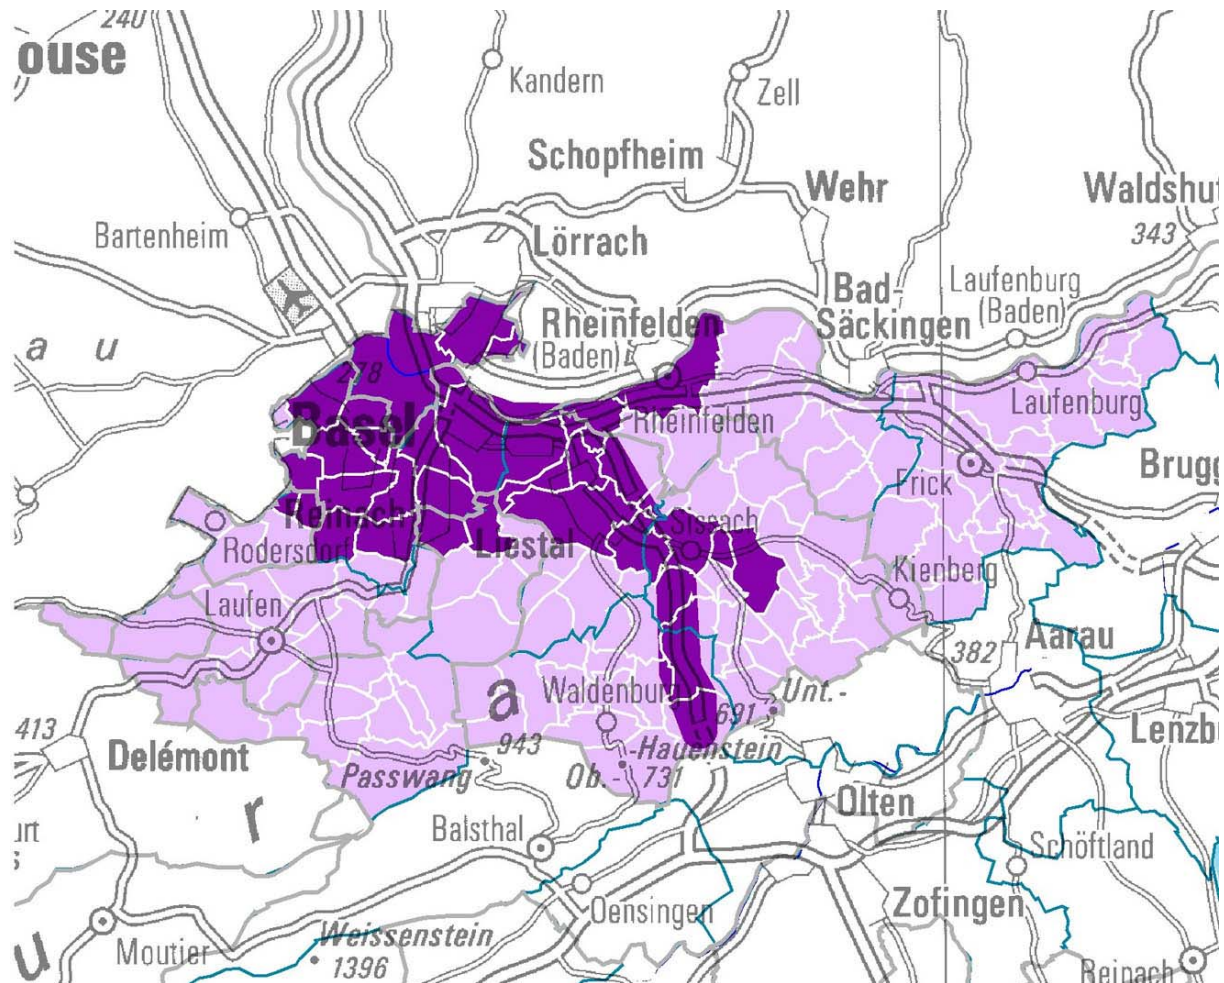 240
ouse
Kandern
Zell
Schopfheim
Wehr
Waldshut
Bartenheim
Lörrach
343
Laufenburg
(Baden)
Bad-
Säckingen
Rheinfelden
(Baden)
a u
278
Basel
Rheinfelden
Laufenburg
Brugg
Frick
Reinach
Sissach
Liestal
Rodersdorf
Kienberg
Laufen
Aarau
382
a
Waldenburg
Unt.-
691
413
Delémont
943
-Hauenstein
Lenzb
Passwang
Ob.- 731
r
Olten
Balsthal
urt
s
Schöftland
Oensingen
Zofingen
u
Moutier
Weissenstein
1396
Reinach